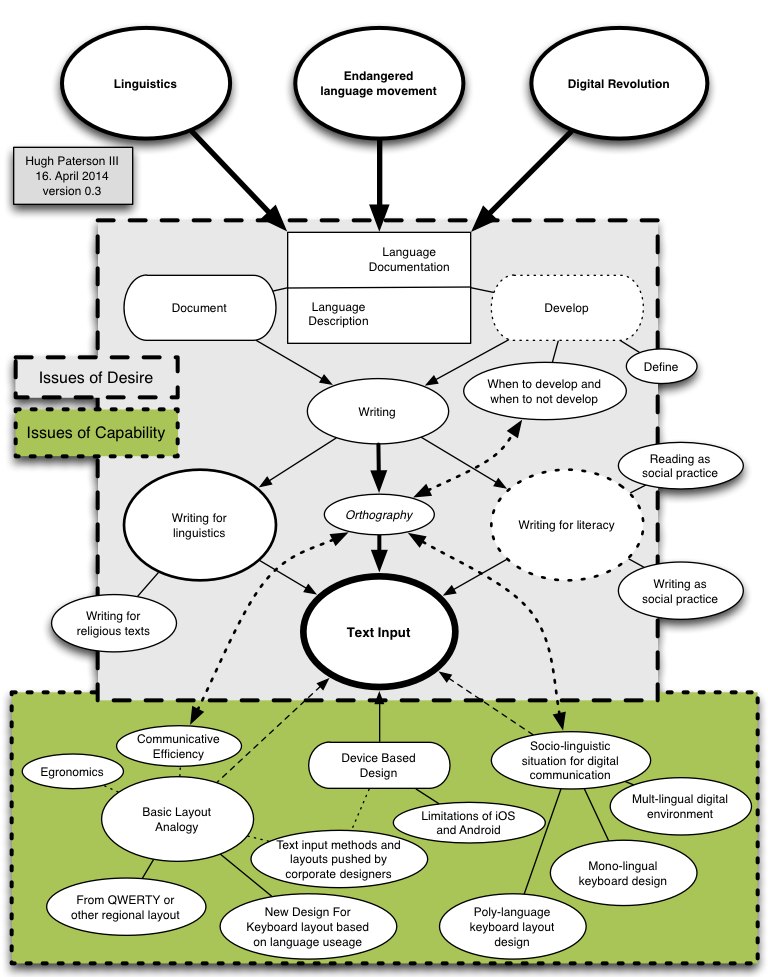 Linguistics
Endangered
language movement
Digital Revolution
Hugh Paterson III
16. April 2014
version 0.3
Language
Documentation
Document
Language
Description
Develop
Define
Issues of Desire
When to develop and
when to not develop
Writing
Issues of Capability
Reading as
social practice
Writing for
linguistics
Orthography
Writing for literacy
Writing as
social practice
Writing for
religious texts
Text Input
Communicative
Efficiency
Device Based
Design
Socio-linguistic
situation for digital
communication
Egronomics
Basic Layout
Analogy
Limitations of iOS
and Android
Mult-lingual digital
environment
Text input methods and
layouts pushed by
corporate designers
Mono-lingual
keyboard design
From QWERTY or
other regional layout
New Design For
Keyboard layout based
on language useage
Poly-language
keyboard layout
design